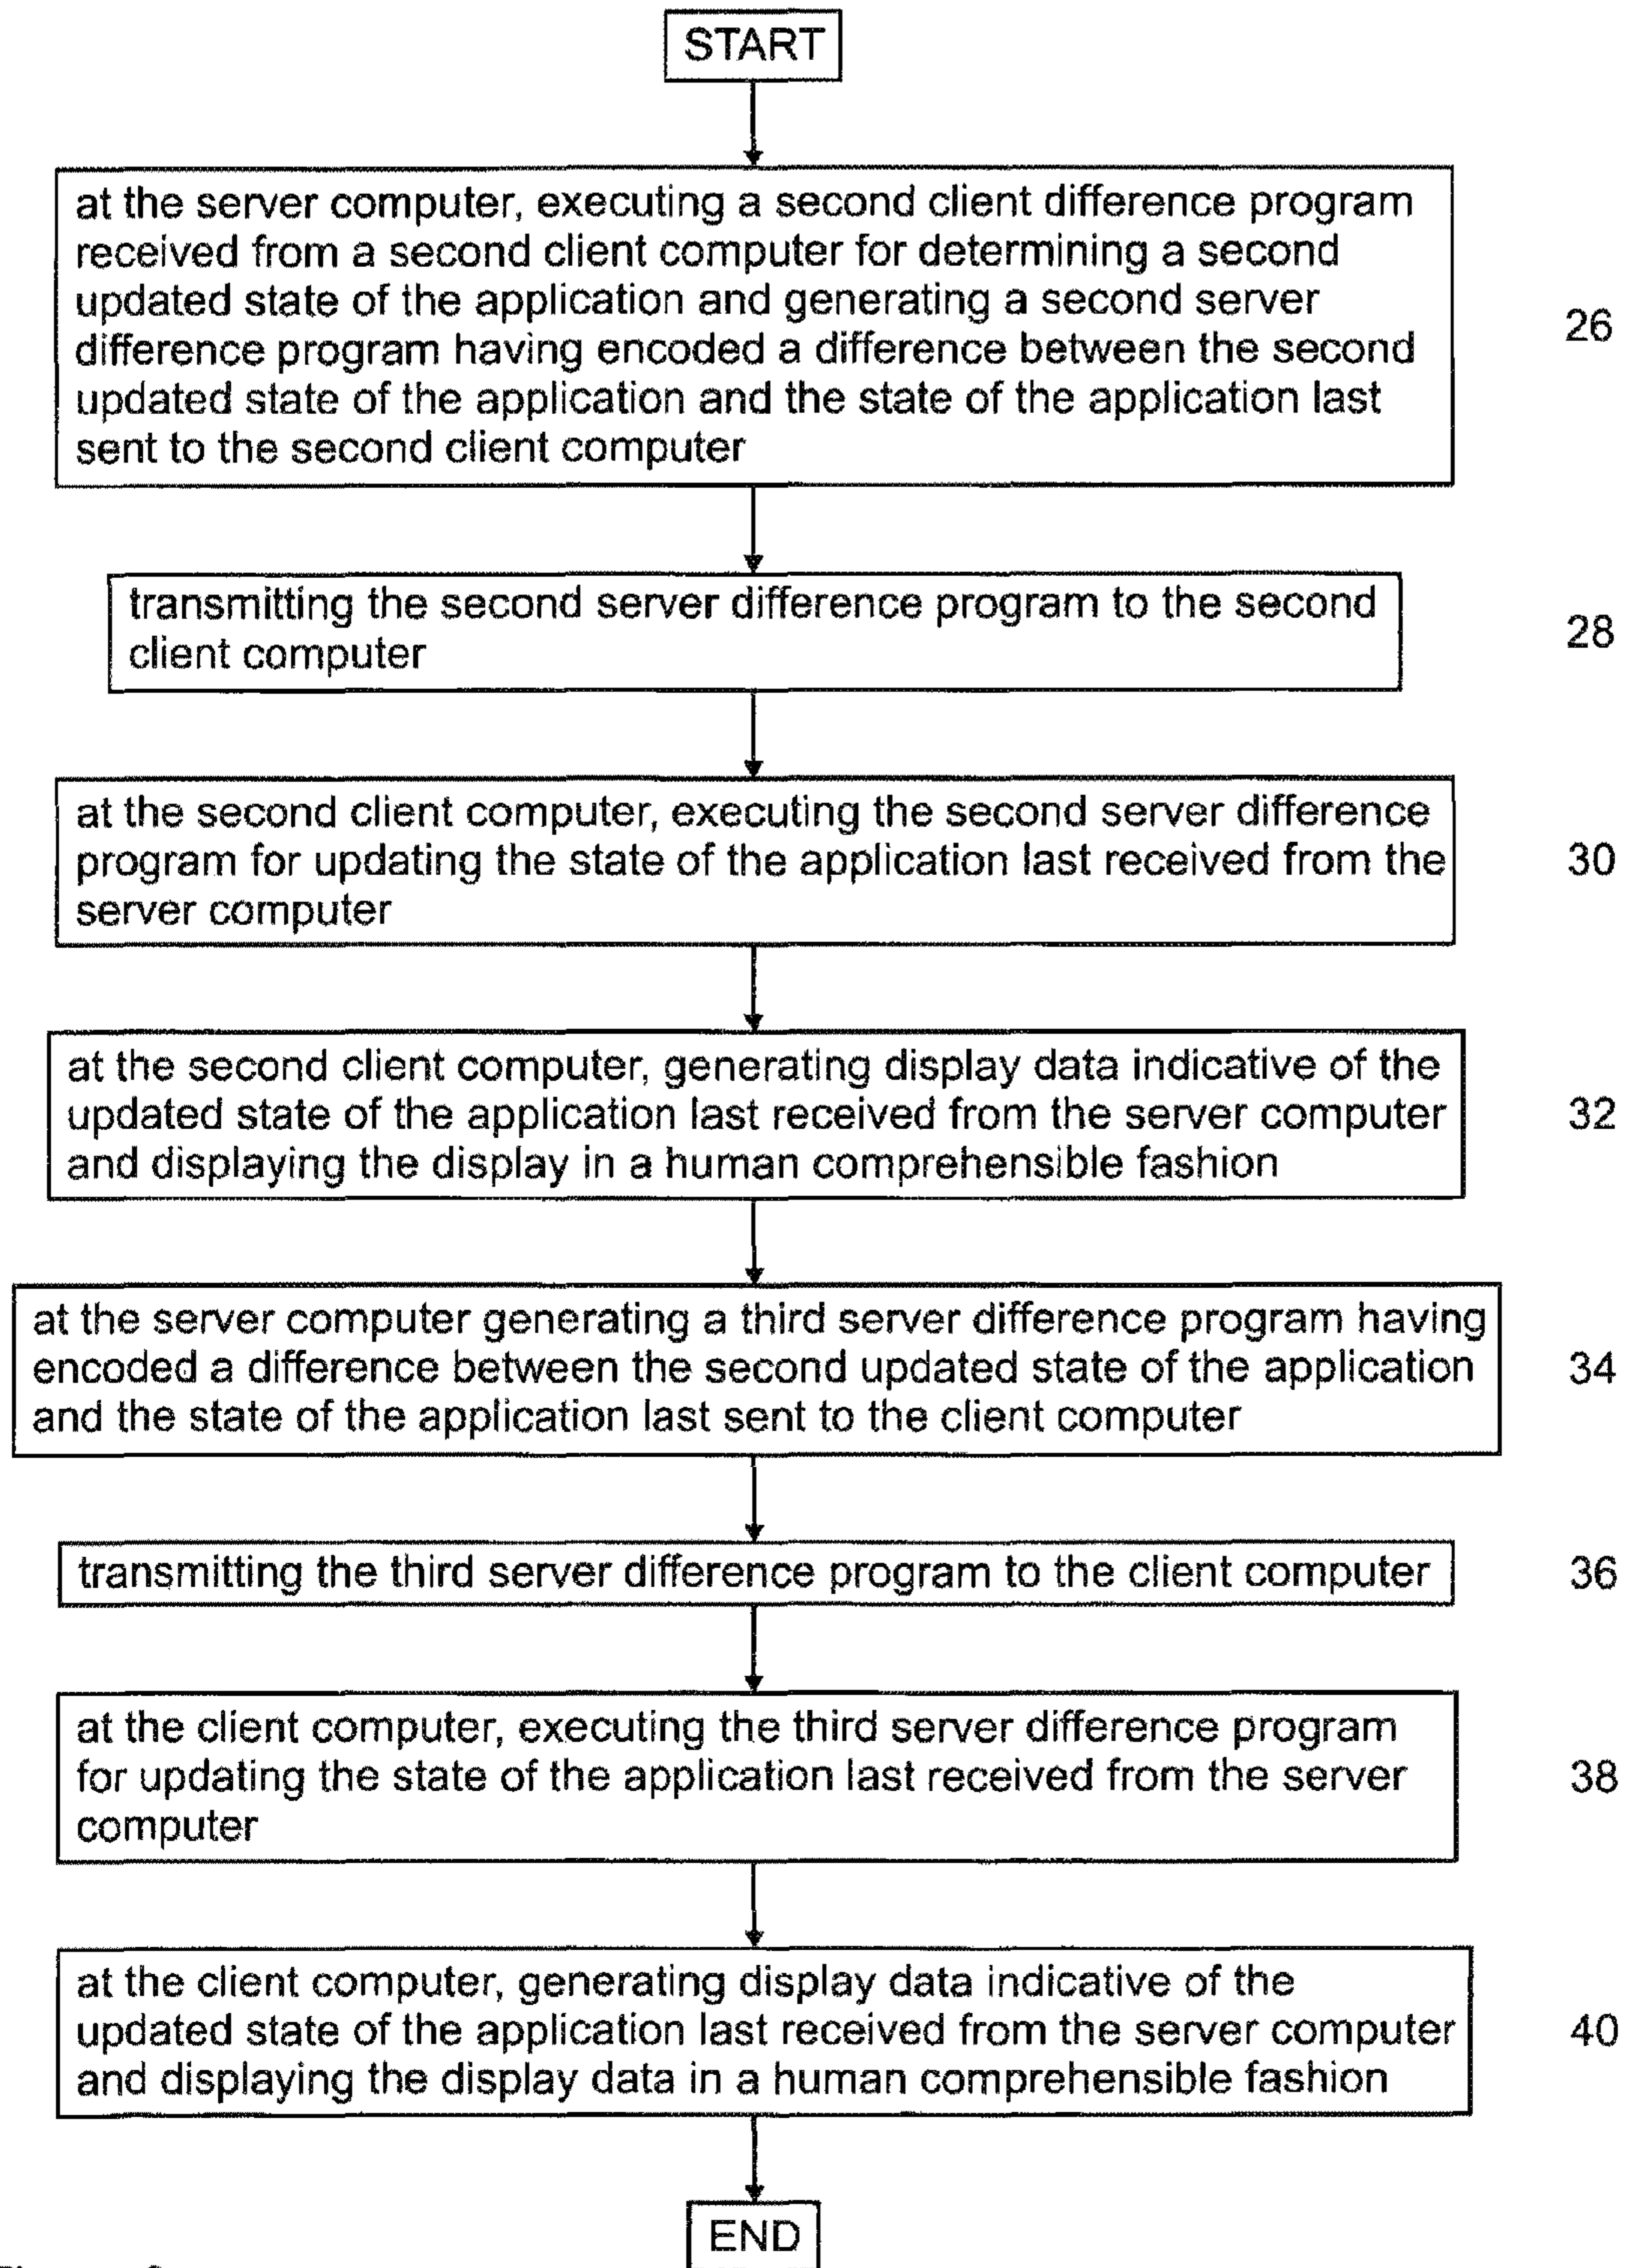 START
at the server computer, executing a second client difference program
received from a second client computer for determining a second
updated state of the application and generating a second server
difference program having encoded a difference between the second
updated state of the application and the state of the application last
sent to the second client computer
26
transmitting the second server difference program to the second
client computer
28
at the second client computer, executing the second server difference
program for updating the state of the application last received from the
server computer
30
at the second client computer, generating display data indicative of the
updated state of the application last received from the server computer
and displaying the display in a human comprehensible fashion
32
at the server computer generating a third server difference program having
encoded a difference between the second updated state of the application
and the state of the application last sent to the client computer
34
transmitting the third server difference program to the client computer
36
at the client computer, executing the third server difference program
for updating the state of the application last received from the server
computer
38
at the client computer, generating display data indicative of the
updated state of the application last received from the server computer
and displaying the display data in a human comprehensible fashion
40
END